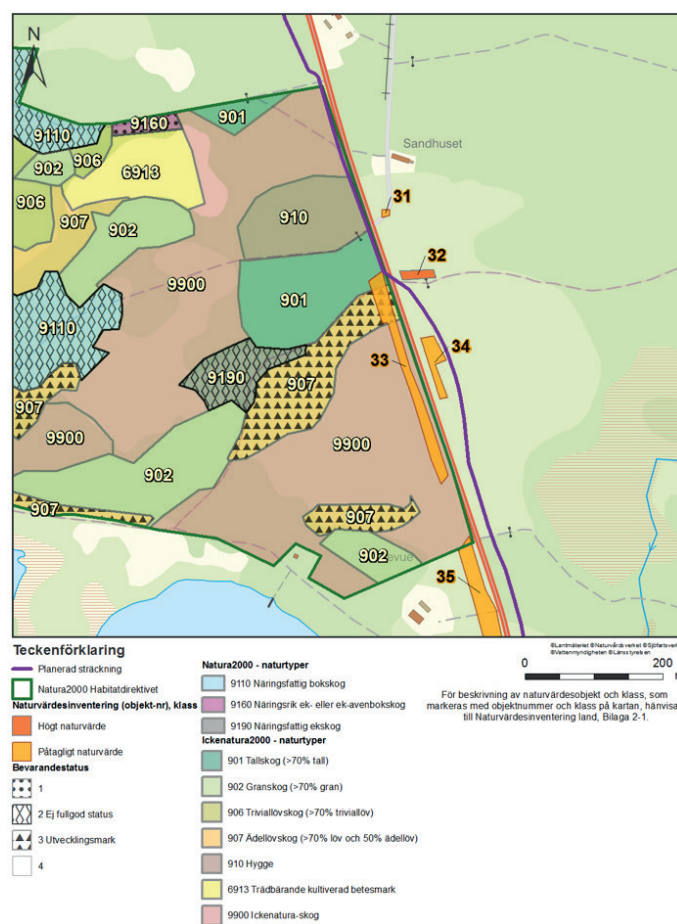 N
9110
9160
901
906
902
6913
906
907
902
910
Sandhuset
31
32
9900
901
9110
33
34
9190
907
907
9900
9900
902
907
907
902
evue
35
Teckenförklaring
Planerad sträckning
Natura2000 Habitatdirektivet
Naturvärdesinventering (objekt-nr), klass
Högt naturvärde
Påtagligt naturvärde
Bevarandestatus
1
2 Ej fullgod status
3 Utvecklingsmark
4
Natura2000 - naturtyper
9110 Näringsfattig bokskog
9160 Näringsrik ek- eller ek-avenbokskog
9190 Näringsfattig ekskog
Ickenatura2000 - naturtyper
901 Tallskog (>70% tall)
902 Granskog (>70% gran)
906 Triviallövskog (>70% triviallöv)
907 Ädellövskog (>70% löv och 50% ädellöv)
910 Hygge
6913 Trädbärande kultiverad betesmark
9900 Ickenatura-skog
©Lantmäteriet ©Naturvårdsverket ©Sjöfartsverk
©Vattenmyndigheten ©Länsstyrelsen
0 200
För beskrivning av naturvärdesobjekt och klass, som
markeras med objektnummer och klass på kartan, hänvisa
till Naturvärdesinventering land, Bilaga 2-1.